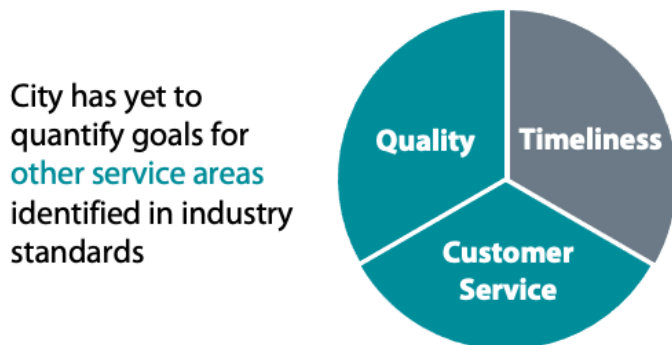 City has yet to
quantify goals for
other service areas
identified in industry
standards
Quality
Timeliness
Customer
Service